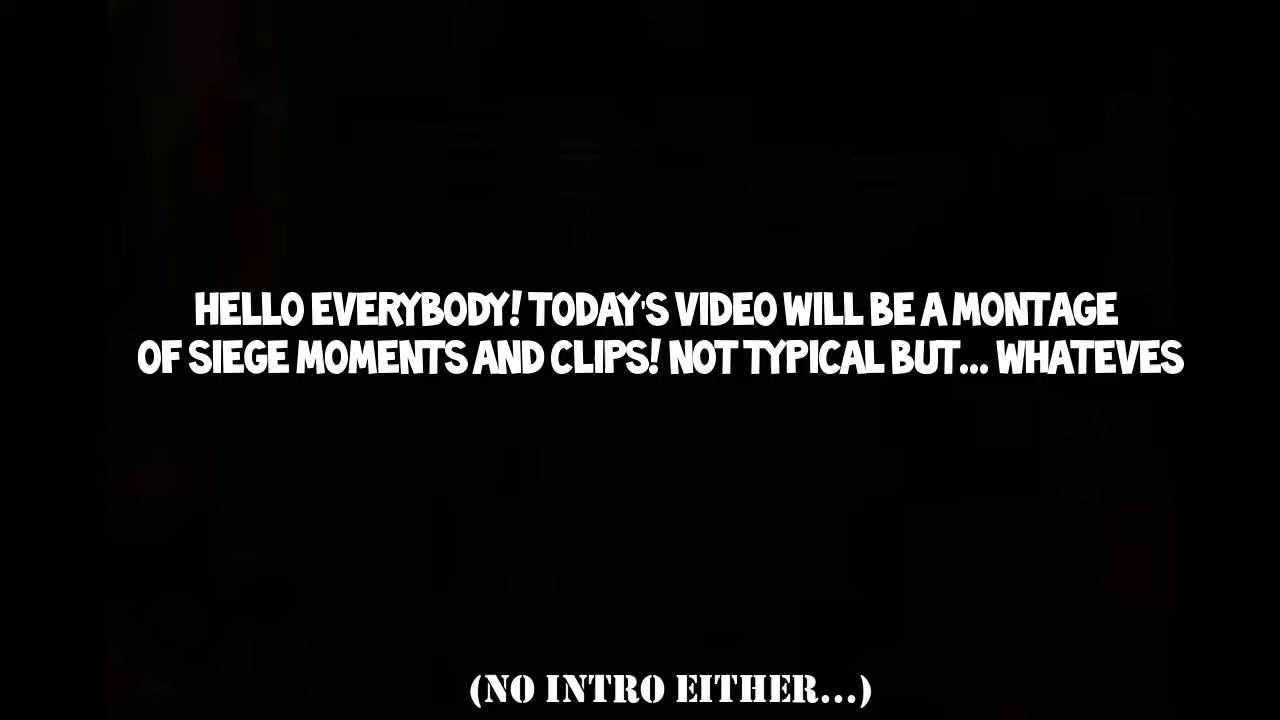 HELLO EVERYBODY! TODAY'S VIDEO WILL BE A MONTAGE
OF SIEGE MOMENTS AND CLIPS! NOT TYPICAL BUT... WHATEVES
(NO INTRO EITHER...)